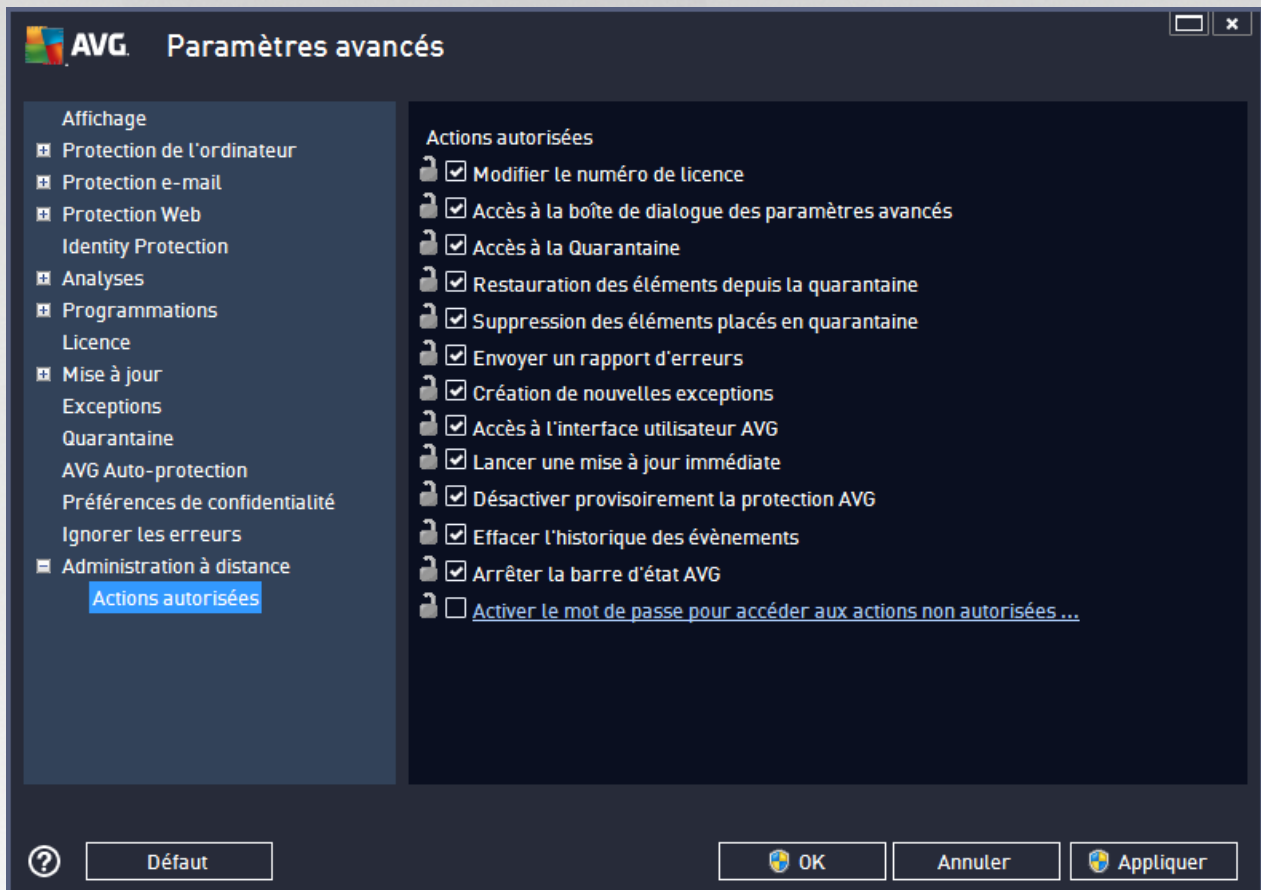 AVG. Paramètres avancés
Affichage
Protection de l'ordinateur
Protection e-mail
Protection Web
Identity Protection
Analyses
Programmations
Licence
Mise à jour
Exceptions
Quarantaine
AVG Auto-protection
Préférences de confidentialité
Ignorer les erreurs
Administration à distance
Actions autorisées
Actions autorisées
Modifier le numéro de licence
Accès à la boîte de dialogue des paramètres avancés
Accès à la Quarantaine
Restauration des éléments depuis la quarantaine
Suppression des éléments placés en quarantaine
Envoyer un rapport d'erreurs
Création de nouvelles exceptions
Accès à l'interface utilisateur AVG
Lancer une mise à jour immédiate
Désactiver provisoirement la protection AVG
Effacer l'historique des évènements
Arrêter la barre d'état AVG
Activer le mot de passe pour accéder aux actions non autorisées ...
Défaut
OK
Annuler
Appliquer